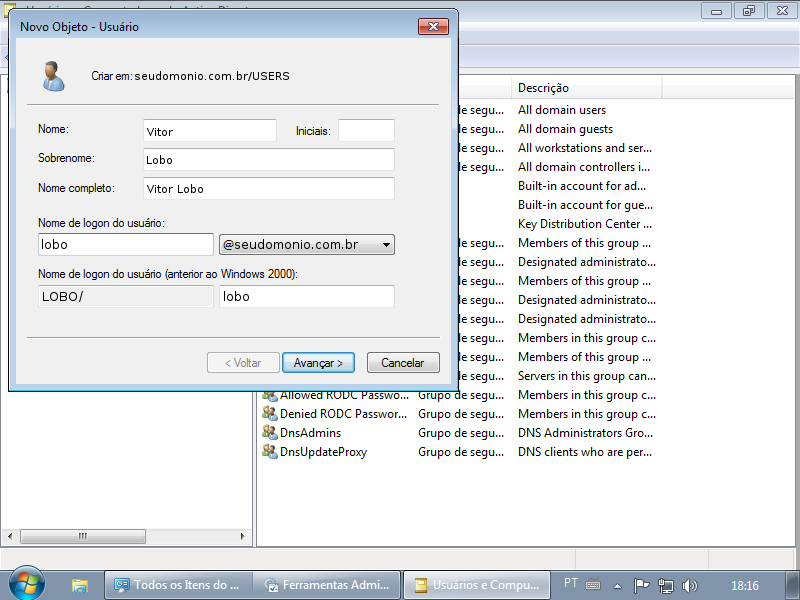 Novo Objeto - Usuário
Criar em: seudomonio.com.br/USERS
Nome:
Vitor
Iniciais:
Sobrenome:
Lobo
Nome completo:
Vitor Lobo
Nome de logon do usuário:
lobo
@seudomonio.com.br
Nome de logon do usuário (anterior ao Windows 2000):
LOBO/
lobo
< Voltar
Avançar >
Cancelar
Descrição
de segu... All domain users
de segu... All domain guests
de segu... All workstations and ser...
de segu... All domain controllers i...
Built-in account for ad...
Built-in account for gue...
Key Distribution Center ...
de segu... Members of this group ...
de segu... Designated administrato...
de segu... Members of this group ...
de segu... Designated administrato...
de segu... Designated administrato...
de segu... Members in this group c...
de segu... Members of this group ...
de segu... Servers in this group can...
Allowed RODC Passwo... Grupo de segu... Members in this group c...
Denied RODC Passwor... Grupo de segu... Members in this group c...
DnsAdmins Grupo de segu... DNS Administrators Gro...
DnsUpdateProxy Grupo de segu... DNS clients who are per...
Todos os Itens do ...
Ferramentas Admi...
Usuários e Compu...
PT
18:16